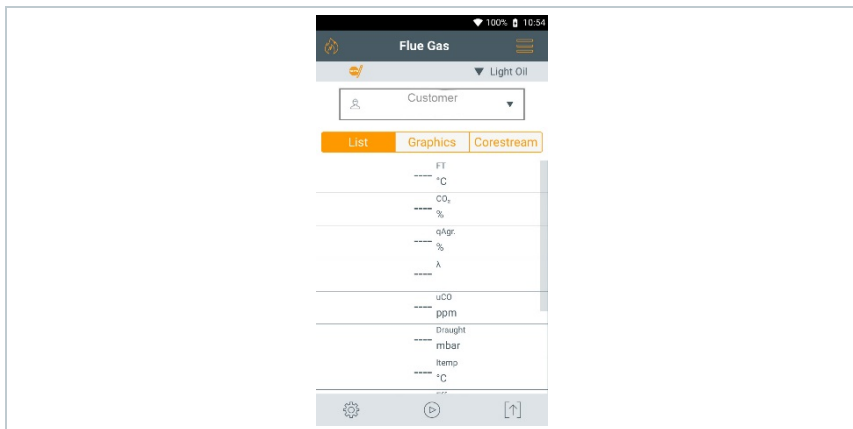 100% 10:54
Flue Gas
Light Oil
Customer
List Graphics Corestream
FT
---- °C
CO₂
---- %
qAgr.
---- %
λ
----
uCO
---- ppm
Draught
---- mbar
Itemp
---- °C